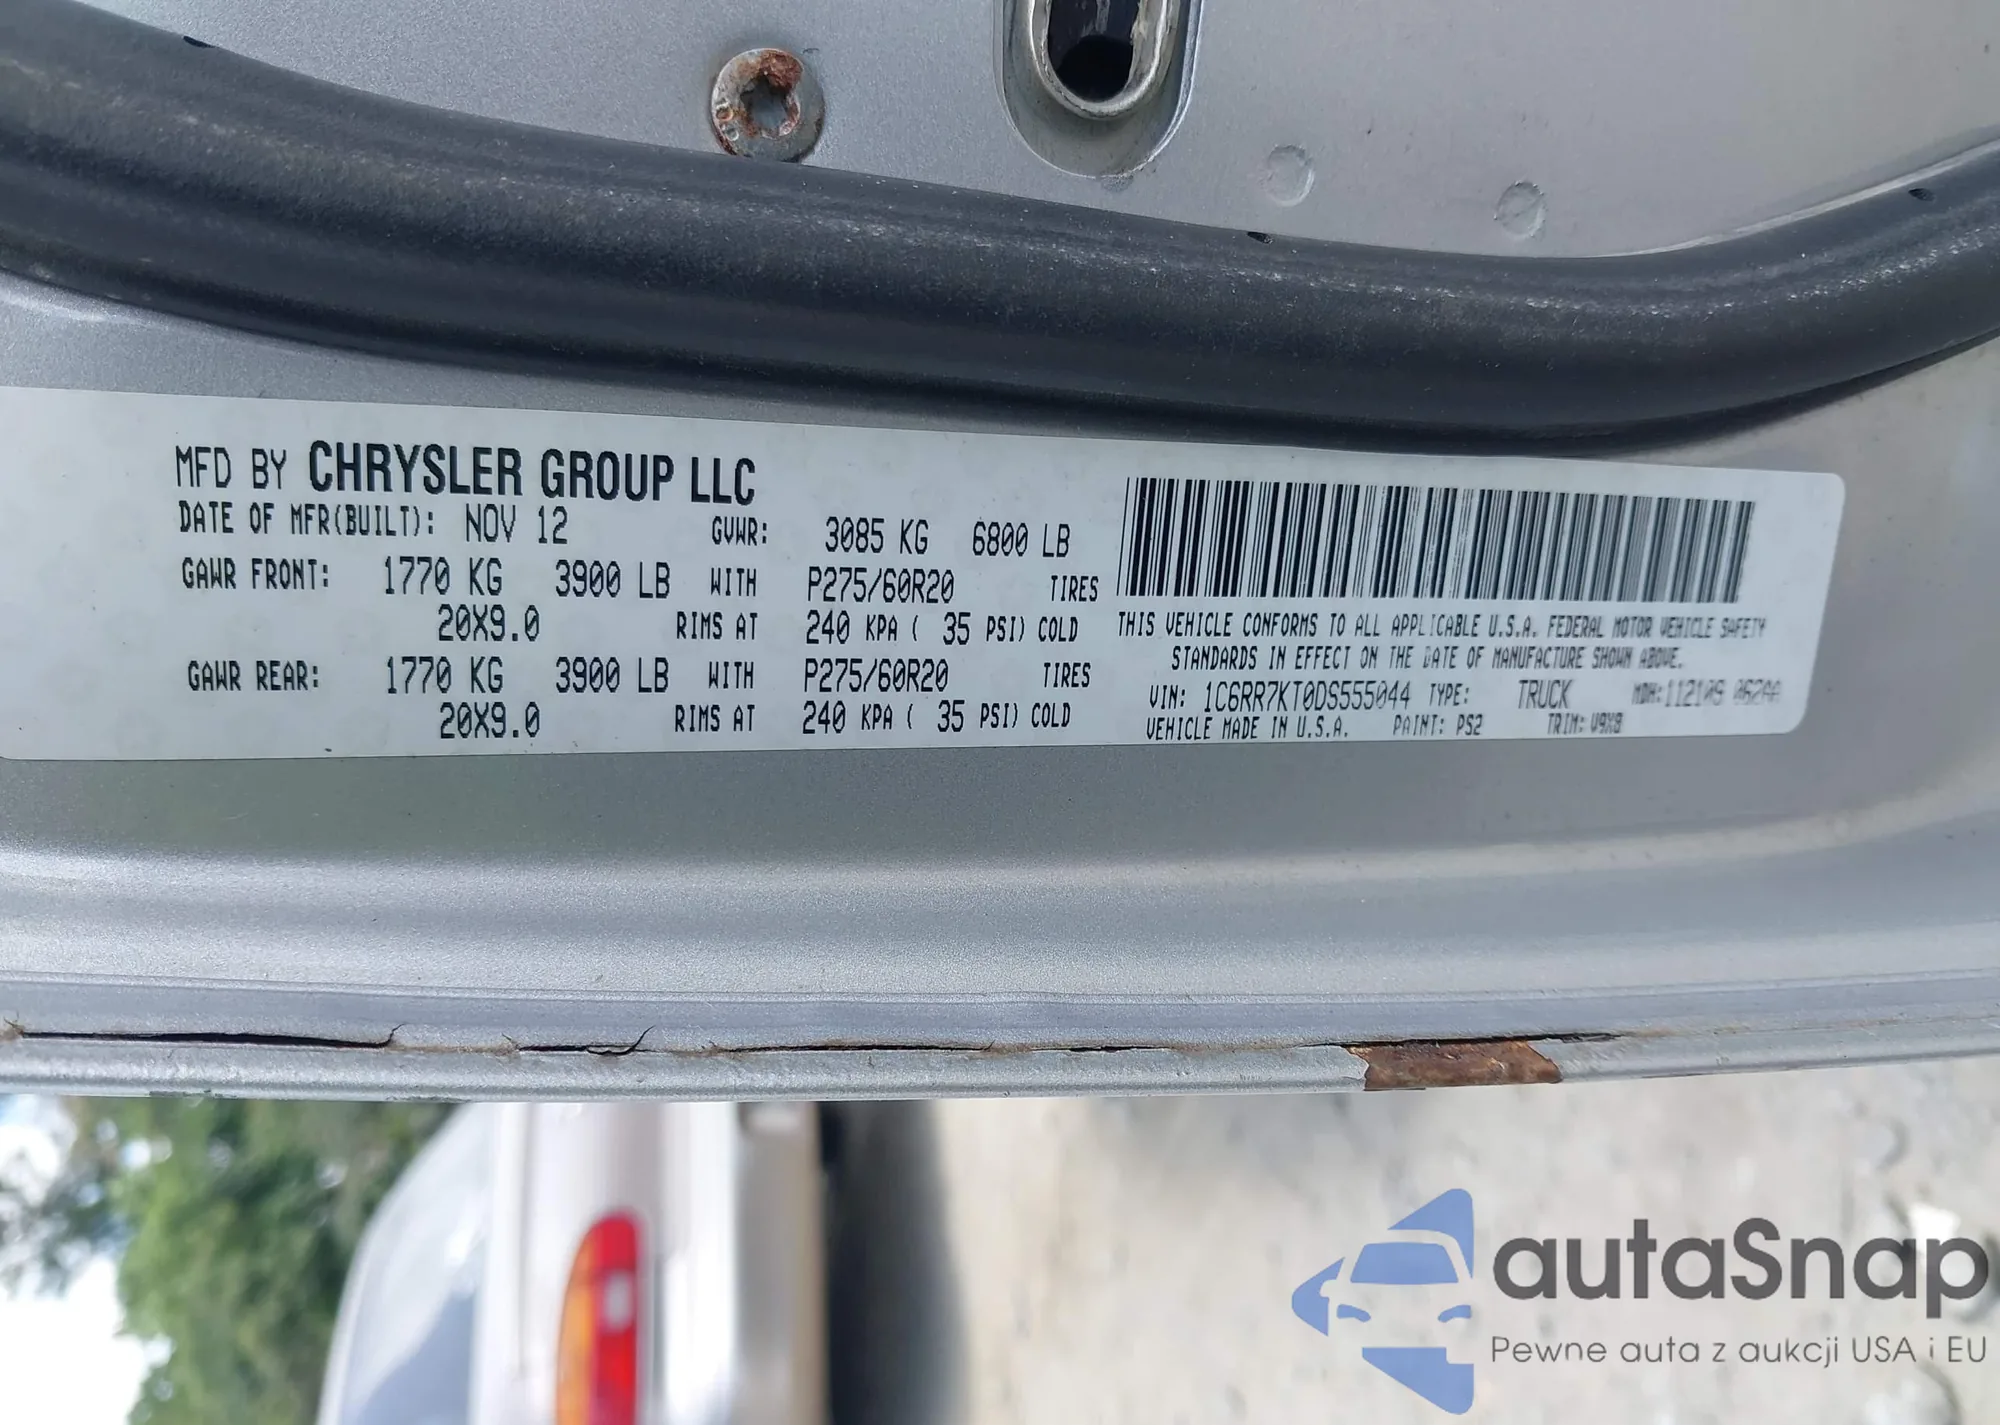 MFD BY CHRYSLER GROUP LLC
DATE OF MFR(BUILT): NOV 12 GVWR: 3085 KG 6800 LB
GAWR FRONT: 1770 KG 3900 LB WITH P275/60R20 TIRES
20X9.0 RIMS AT 240 KPA ( 35 PSI) COLD
GAWR REAR: 1770 KG 3900 LB WITH P275/60R20 TIRES
20X9.0 RIMS AT 240 KPA ( 35 PSI) COLD
THIS VEHICLE CONFORMS TO ALL APPLICABLE U.S.A. FEDERAL MOTOR VEHICLE SAFETY
STANDARDS IN EFFECT ON THE DATE OF MANUFACTURE SHOWN ABOVE.
VIN: 1C6RR7KT0DS555044 TYPE: TRUCK MDH:
VEHICLE MADE IN U.S.A. PAINT: PS2 TRIM: V9X8
autaSnap
Pewne auta z aukcji USA i EU